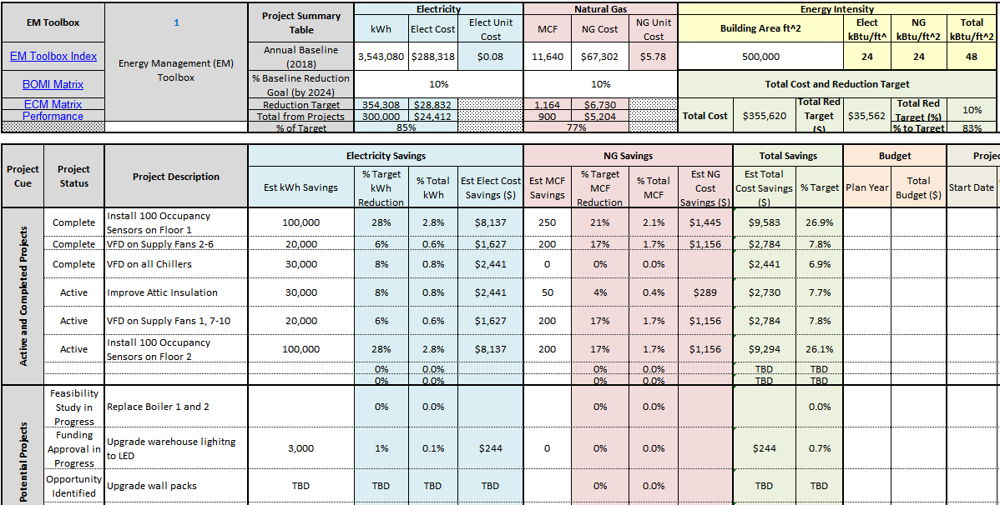 EM Toolbox 1 Project Summary Table Electricity Natural Gas Energy Intensity
kWh Elect Cost Elect Unit Cost MCF NG Cost NG Unit Cost Building Area ft^2 Elect kBtu/ft^ NG kBtu/ft^2 Total kBtu/ft^2
EM Toolbox Index Energy Management (EM) Toolbox Annual Baseline (2018) 3,543,080 $288,318 $0.08 11,640 $67,302 $5.78 500,000 24 24 48
BOMI Matrix % Baseline Reduction Goal (by 2024) 10% 10% Total Cost and Reduction Target
ECM Matrix Reduction Target 354,308 $28,832 1,164 $6,730 Total Cost $355,620 Total Red Target ($) $35,562 Total Red Target (%) 10%
Performance Total from Projects 300,000 $24,412 900 $5,204
% of Target 85% 77% % to Target 83%
Project Cue Project Status Project Description Electricity Savings NG Savings Total Savings Budget Projec
Est kWh Savings % Target kWh Reduction % Total kWh Est Elect Cost Savings ($) Est MCF Savings % Target MCF Reduction % Total MCF Est NG Cost Savings ($) Est Total Cost Savings ($) % Target Plan Year Total Budget ($) Start Date
Active and Completed Projects
Complete Install 100 Occupancy Sensors on Floor 1 100,000 28% 2.8% $8,137 250 21% 2.1% $1,445 $9,583 26.9%
Complete VFD on Supply Fans 2-6 20,000 6% 0.6% $1,627 200 17% 1.7% $1,156 $2,784 7.8%
Complete VFD on all Chillers 30,000 8% 0.8% $2,441 0 0% 0.0% $2,441 6.9%
Active Improve Attic Insulation 30,000 8% 0.8% $2,441 50 4% 0.4% $289 $2,730 7.7%
Active VFD on Supply Fans 1, 7-10 20,000 6% 0.6% $1,627 200 17% 1.7% $1,156 $2,784 7.8%
Active Install 100 Occupancy Sensors on Floor 2 100,000 28% 2.8% $8,137 200 17% 1.7% $1,156 $9,294 26.1%
0% 0.0% 0% 0.0% TBD TBD
0% 0.0% 0% 0.0% TBD TBD
Potential Projects
Feasibility Study in Progress Replace Boiler 1 and 2 0% 0.0% 0% 0.0% 0.0%
Funding Approval in Progress Upgrade warehouse lighitng to LED 3,000 1% 0.1% $244 0 0% 0.0% $244 0.7%
Opportunity Identified Upgrade wall packs TBD TBD TBD TBD 0% 0.0% TBD TBD